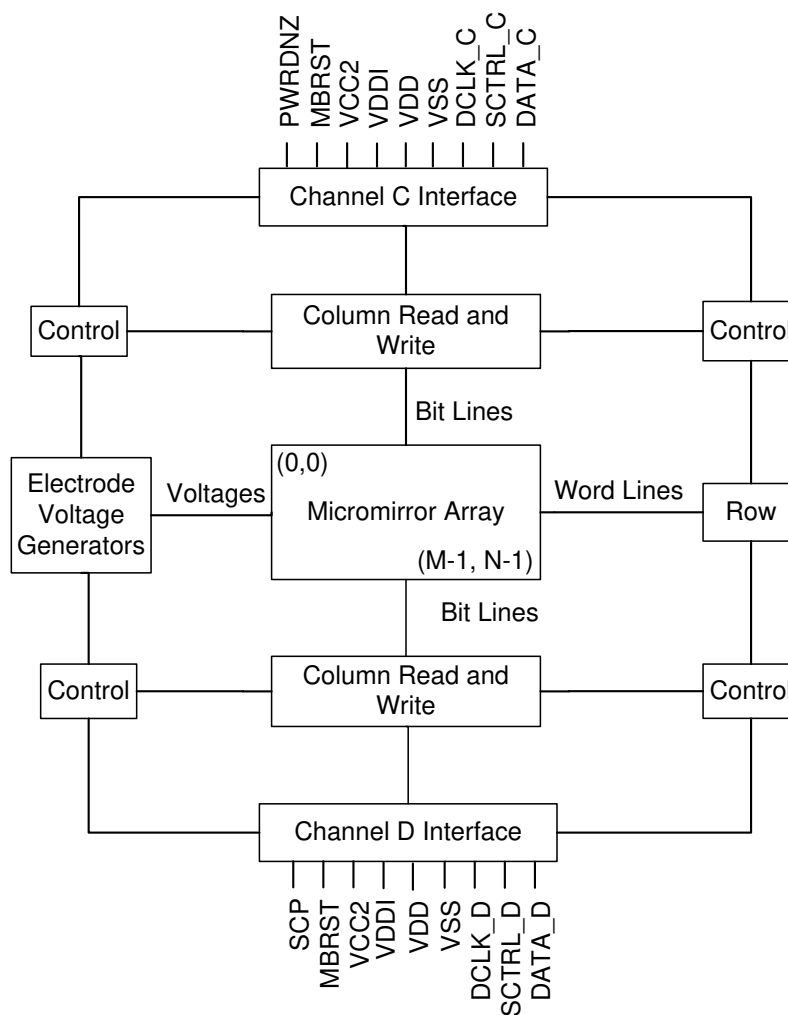 PWRDNZ
MBRST
VCC2
VDDI
VDD
VSS
DCLK_C
SCTRL_C
DATA_C
Channel C Interface
Control
Column Read and
Write
Control
Bit Lines
(0,0)
Electrode
Voltage
Generators
Voltages
Micromirror Array
Word Lines
Row
(M-1, N-1)
Bit Lines
Control
Column Read and
Write
Control
Channel D Interface
SCP
MBRST
VCC2
VDDI
VDD
VSS
DCLK_D
SCTRL_D
DATA_D